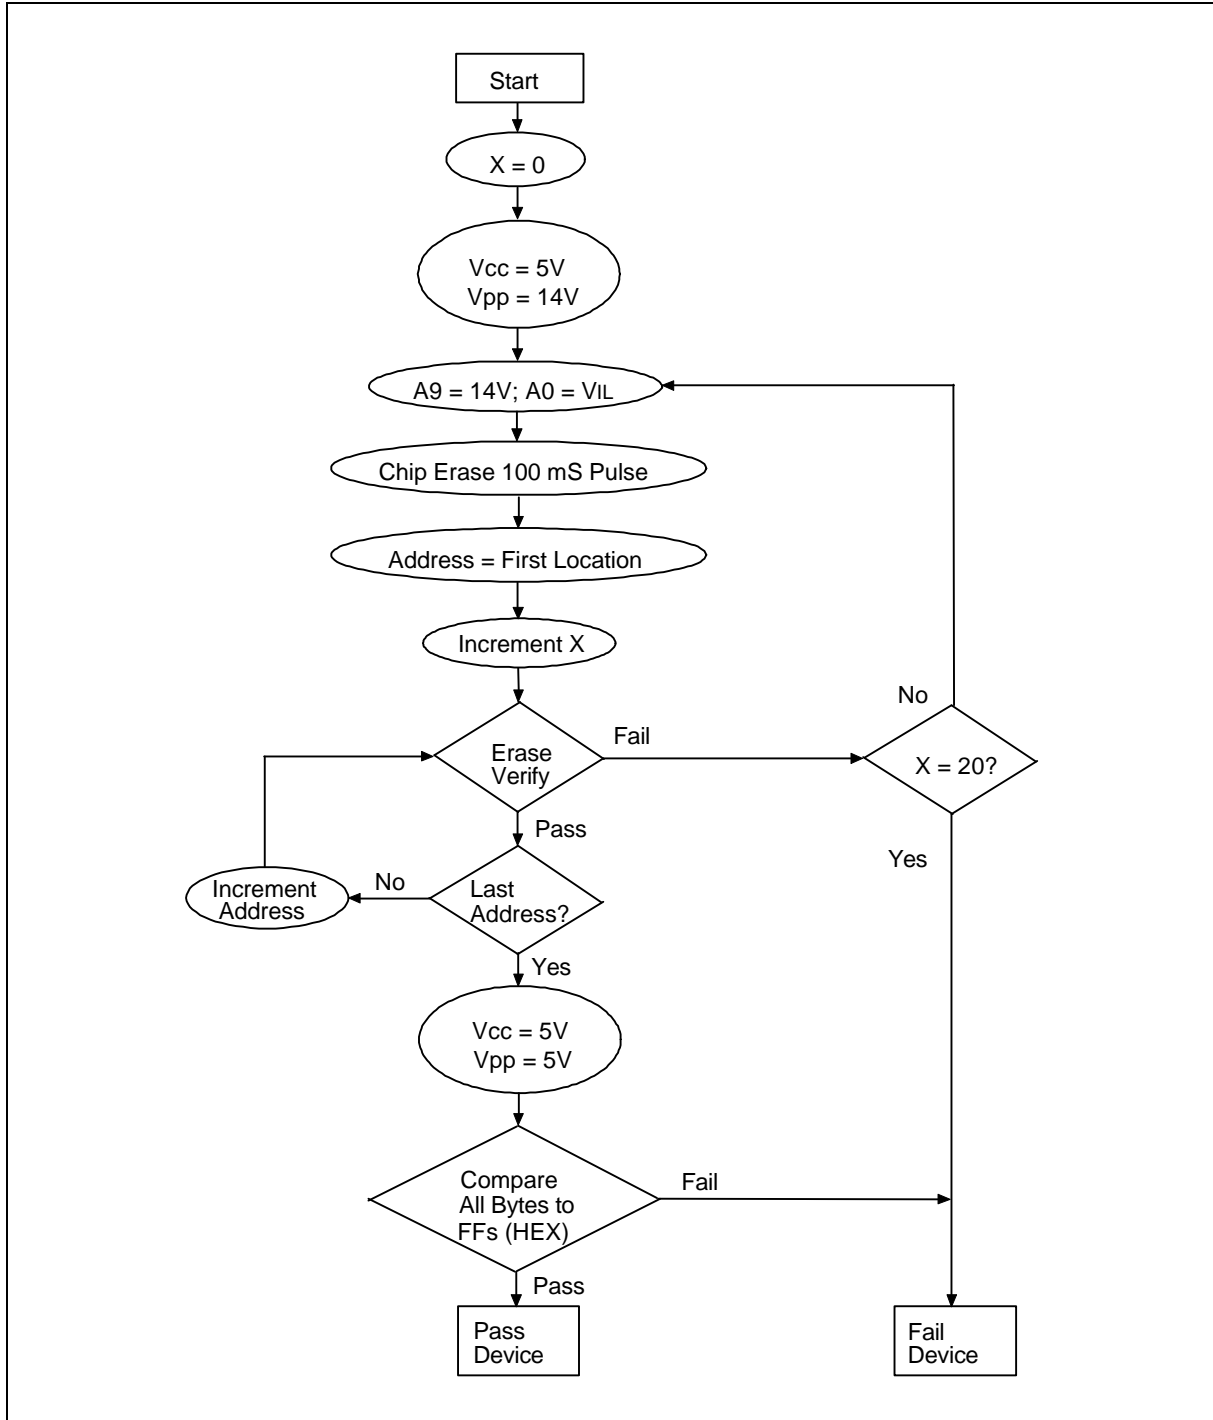 Start
X = 0
Vcc = 5V
Vpp = 14V
A9 = 14V; A0 = VIL
Chip Erase 100 mS Pulse
Address = First Location
Increment X
No
Fail
Erase
Verify
X = 20?
Pass
Yes
Increment
Address
No
Last
Address?
Yes
Vcc = 5V
Vpp = 5V
Compare
All Bytes to
FFs (HEX)
Fail
Pass
Pass
Device
Fail
Device